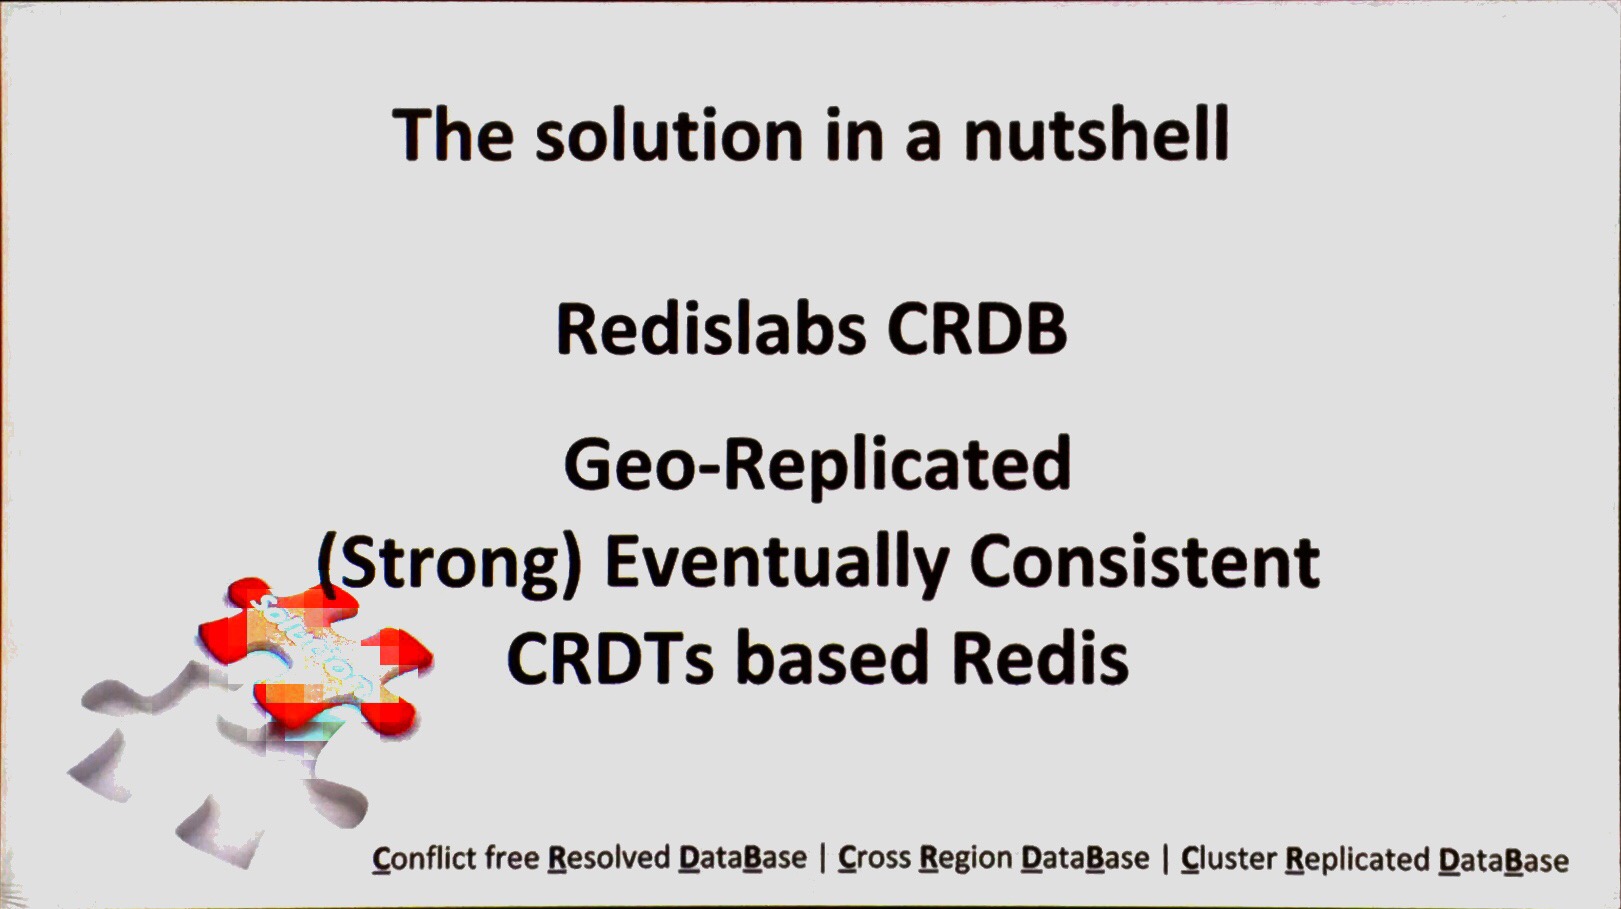 The solution in a nutshell
Redislabs CRDB
Geo-Replicated
(Strong) Eventually Consistent
CRDTs based Redis
Solution
Conflict free Resolved DataBase | Cross Region DataBase | Cluster Replicated DataBase